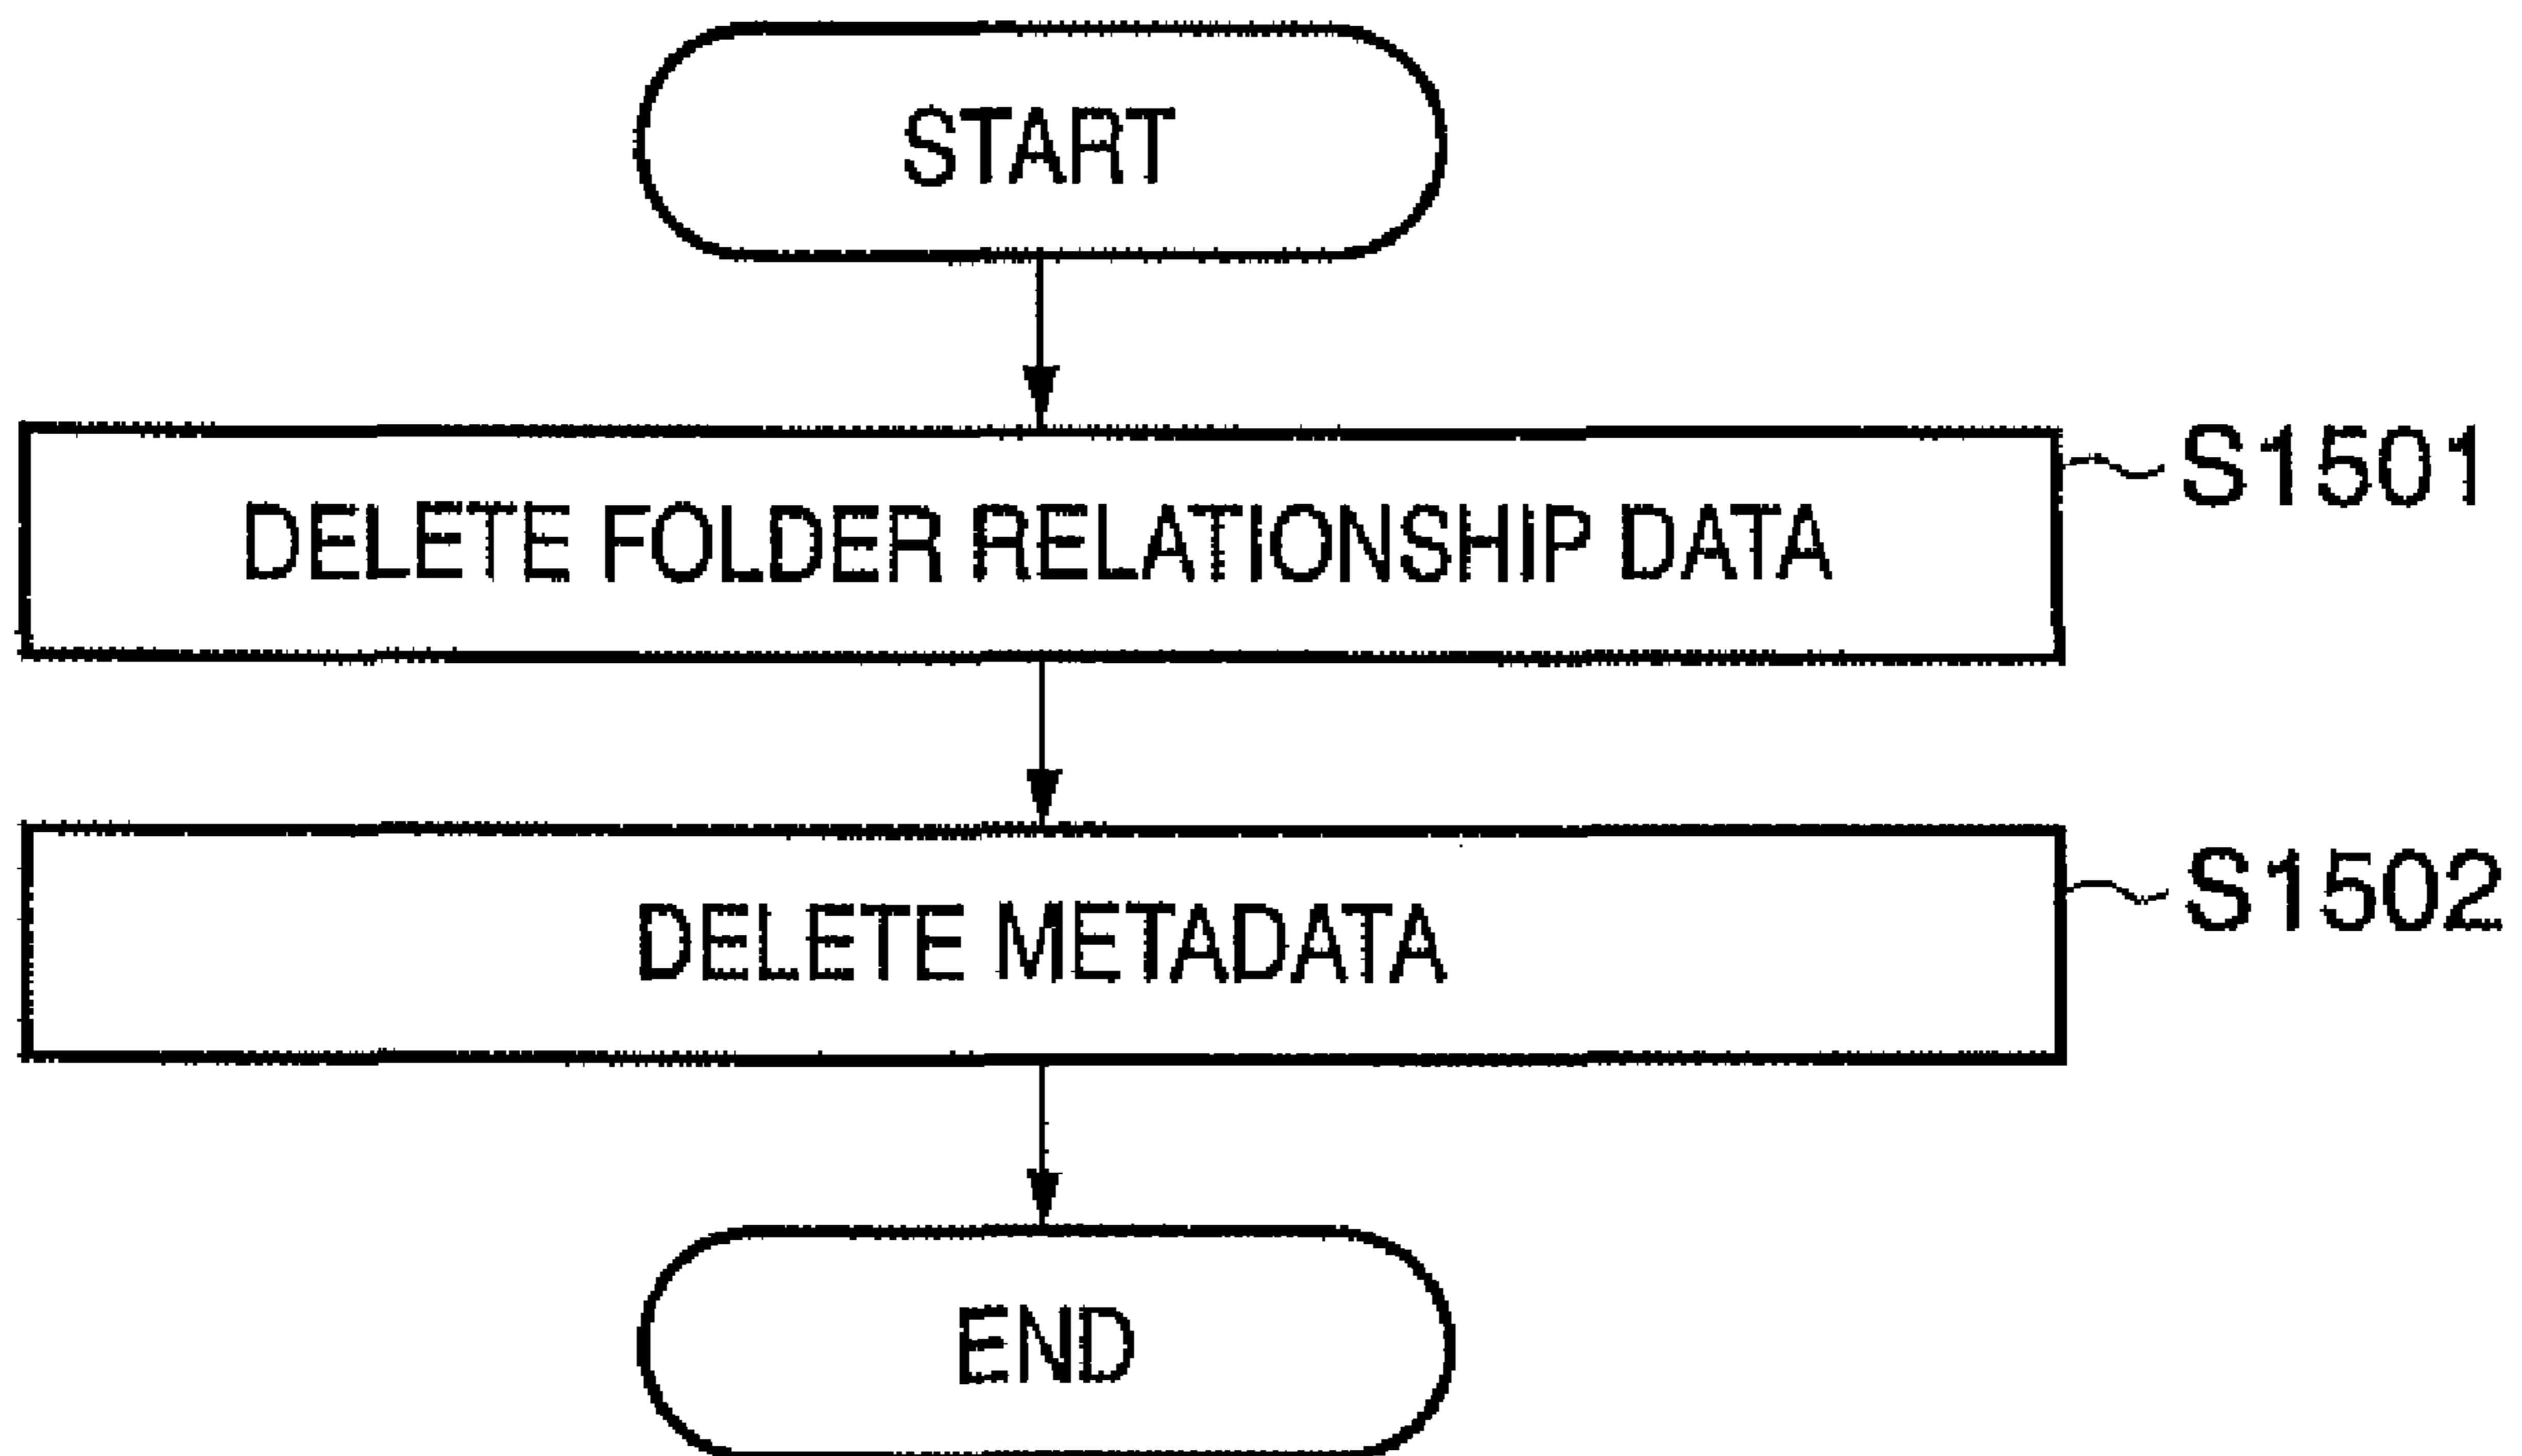 START
DELETE FOLDER RELATIONSHIP DATA
S1501
DELETE METADATA
S1502
END